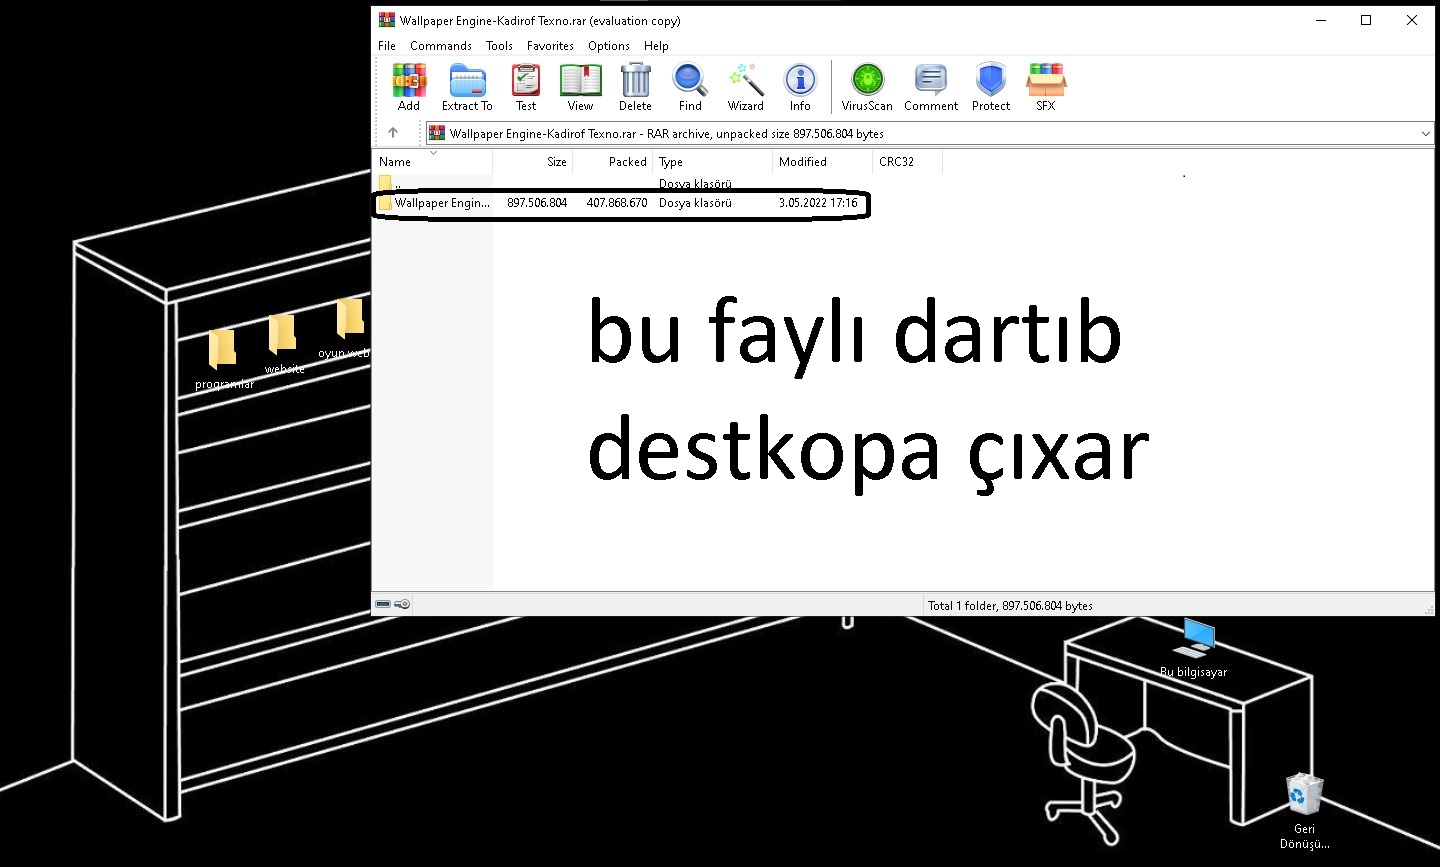 Wallpaper Engine-Kadirof Texno.rar (evaluation copy)
File Commands Tools Favorites Options Help
Add Extract To Test View Delete Find Wizard Info VirusScan Comment Protect SFX
Wallpaper Engine-Kadirof Texno.rar - RAR archive, unpacked size 897.506.804 bytes
Name Size Packed Type Modified CRC32
.. Dosya klasörü
Wallpaper Engin... 897.506.804 407.868.670 Dosya klasörü 3.05.2022 17:16
bu faylı dartıb
destkopa çıxar
oyun web
website
proqramlar
Total 1 folder, 897.506.804 bytes
Bu bilgisayar
Geri
Dönüşü...